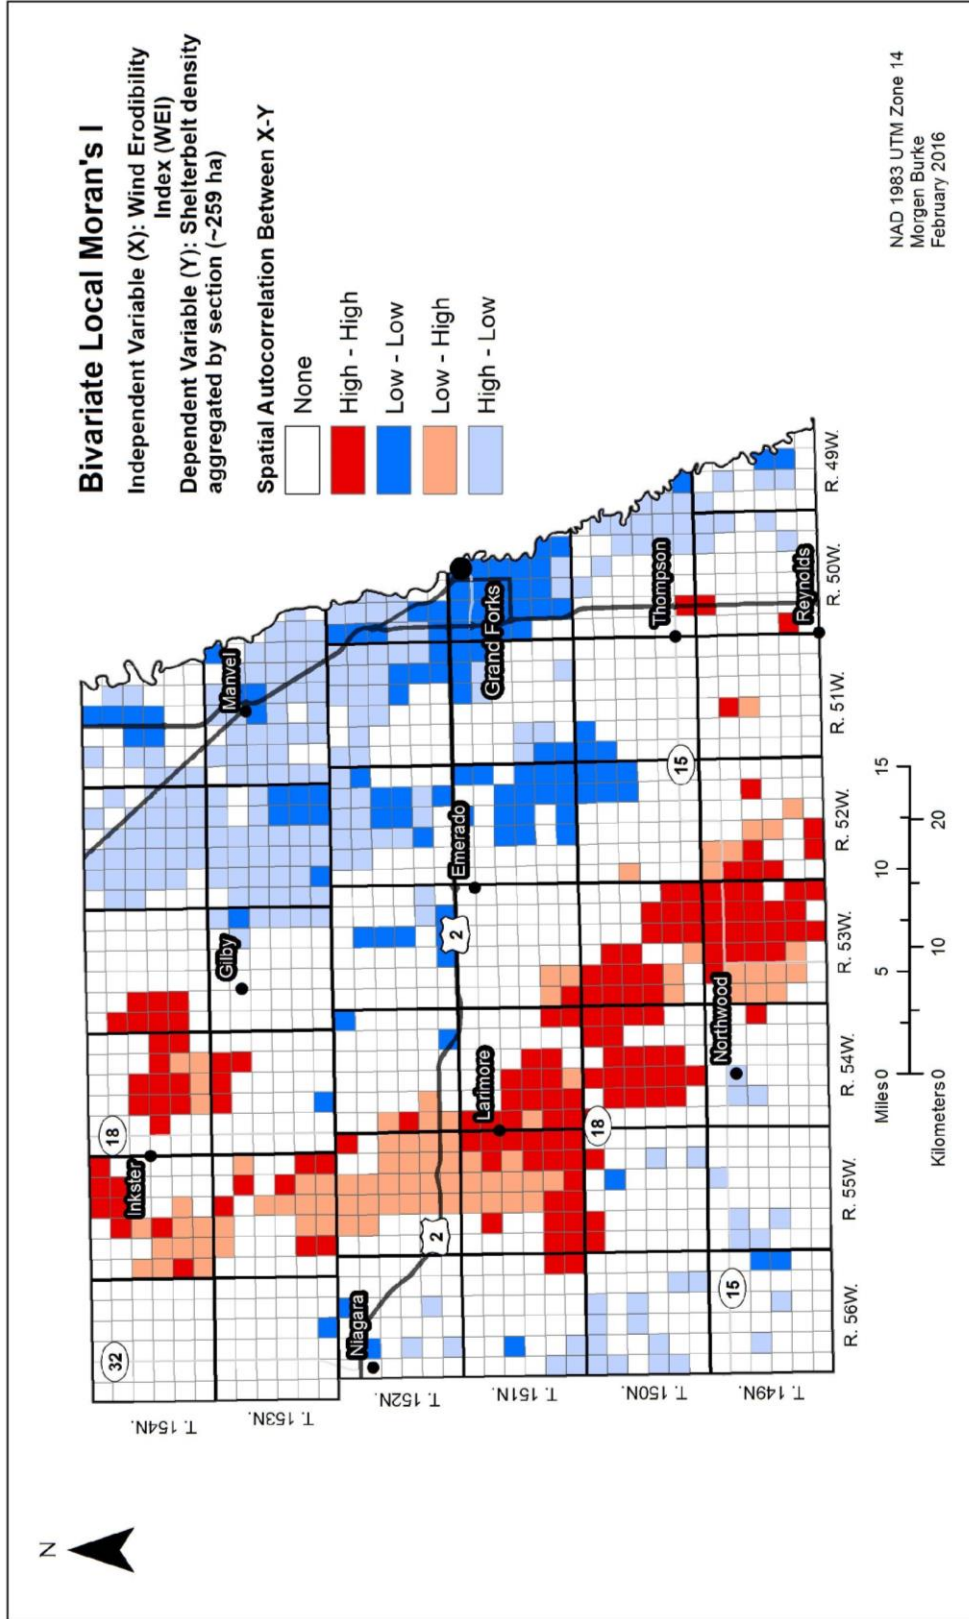 N
Bivariate Local Moran's I
Independent Variable (X): Wind Erodibility
Index (WEI)
Dependent Variable (Y): Shelterbelt density
aggregated by section (~259 ha)
Spatial Autocorrelation Between X-Y
None
High - High
Low - Low
Low - High
High - Low
32
18
Inkster
Gilby
Manvel
Niagara
2
2
Emerado
Grand Forks
Larimore
18
15
Thompson
15
Northwood
Reynolds
T. 154N.
T. 153N.
T. 152N
T. 151N.
T. 150N.
T. 149N.
R. 56W.
R. 55W.
R. 54W.
R. 53W.
R. 52W.
R. 51W.
R. 50W.
R. 49W.
Miles 0 5 10 15
Kilometers 0 10 20
NAD 1983 UTM Zone 14
Morgen Burke
February 2016